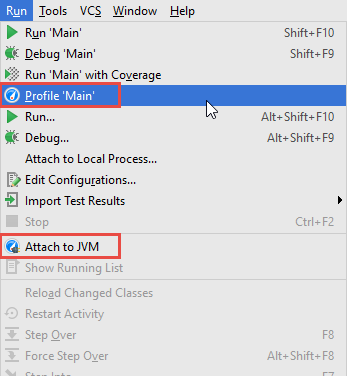 Run Tools VCS Window Help
Run 'Main' Shift+F10
Debug 'Main' Shift+F9
Run 'Main' with Coverage
Profile 'Main'
Run... Alt+Shift+F10
Debug... Alt+Shift+F9
Attach to Local Process...
Edit Configurations...
Import Test Results
Stop Ctrl+F2
Attach to JVM
Show Running List
Reload Changed Classes
Restart Activity
Step Over F8
Force Step Over Alt+Shift+F8
Step Into F7